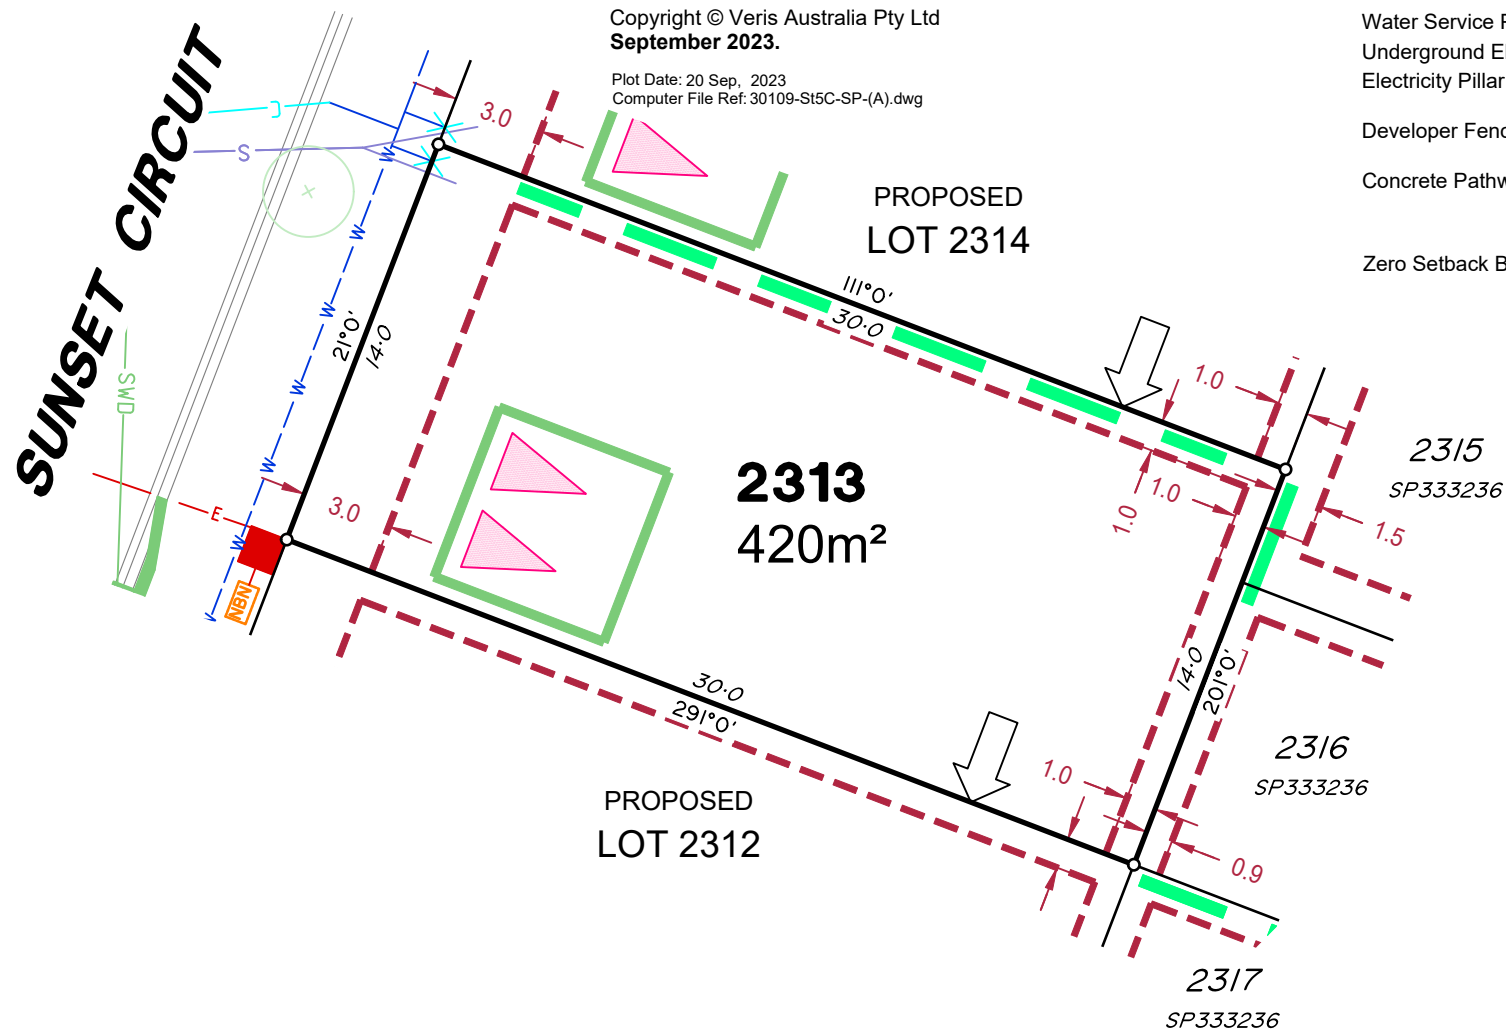 Copyright © Veris Australia Pty Ltd
September 2023.
Plot Date: 20 Sep, 2023
Computer File Ref: 30109-St5C-SP-(A).dwg
Water Service
Underground
Electricity Pillar
Developer
Concrete
Zero Setback
SUNSET CIRCUIT
S
W
W
W
W
W
W
W
SWD
E
NBN
3.0
PROPOSED
LOT 2314
111°0'
30·0
21°0'
14·0
1.0
2315
SP333236
1.5
1.0
1.0
3.0
2313
420m²
30·0
291°0'
14·0
201°0'
2316
SP333236
1.0
0.9
PROPOSED
LOT 2312
2317
SP333236